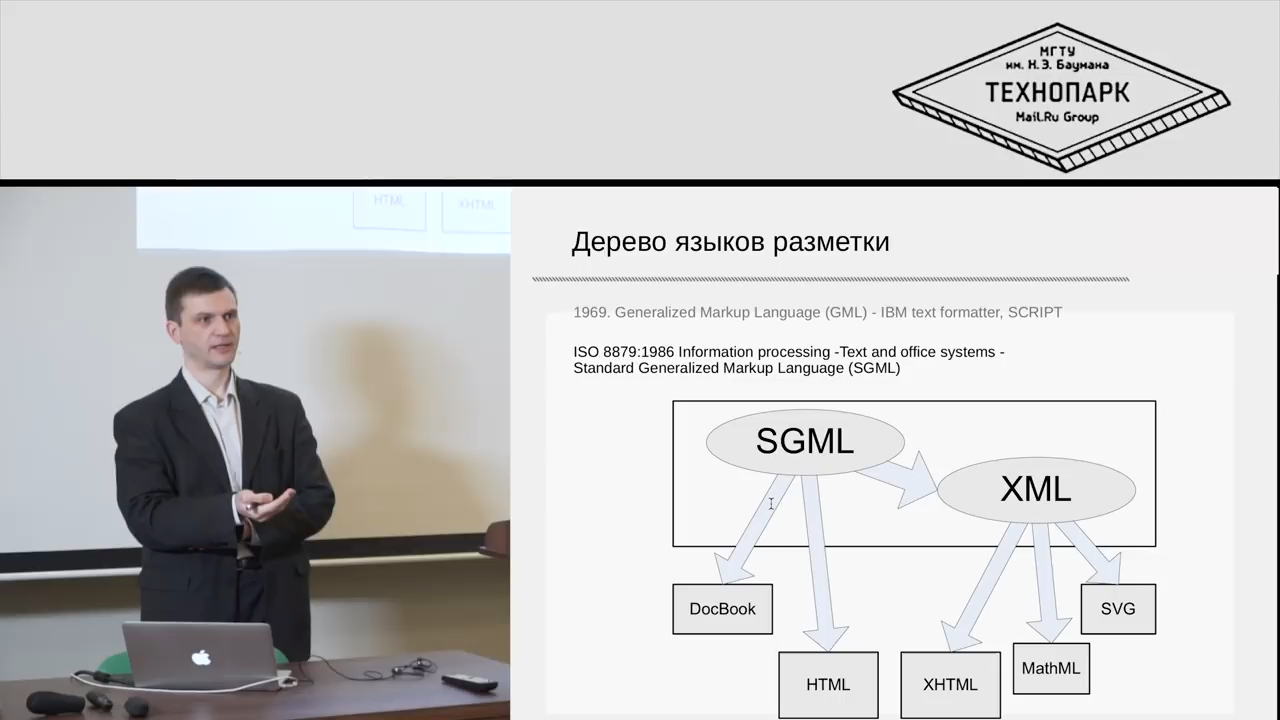 МГТУ
им. Н.Э. Баумана
ТЕХНОПАРК
Mail.Ru Group
HTML
XHTML
Дерево языков разметки
1969. Generalized Markup Language (GML) - IBM text formatter, SCRIPT
ISO 8879:1986 Information processing -Text and office systems -
Standard Generalized Markup Language (SGML)
SGML
XML
DocBook
SVG
HTML
XHTML
MathML